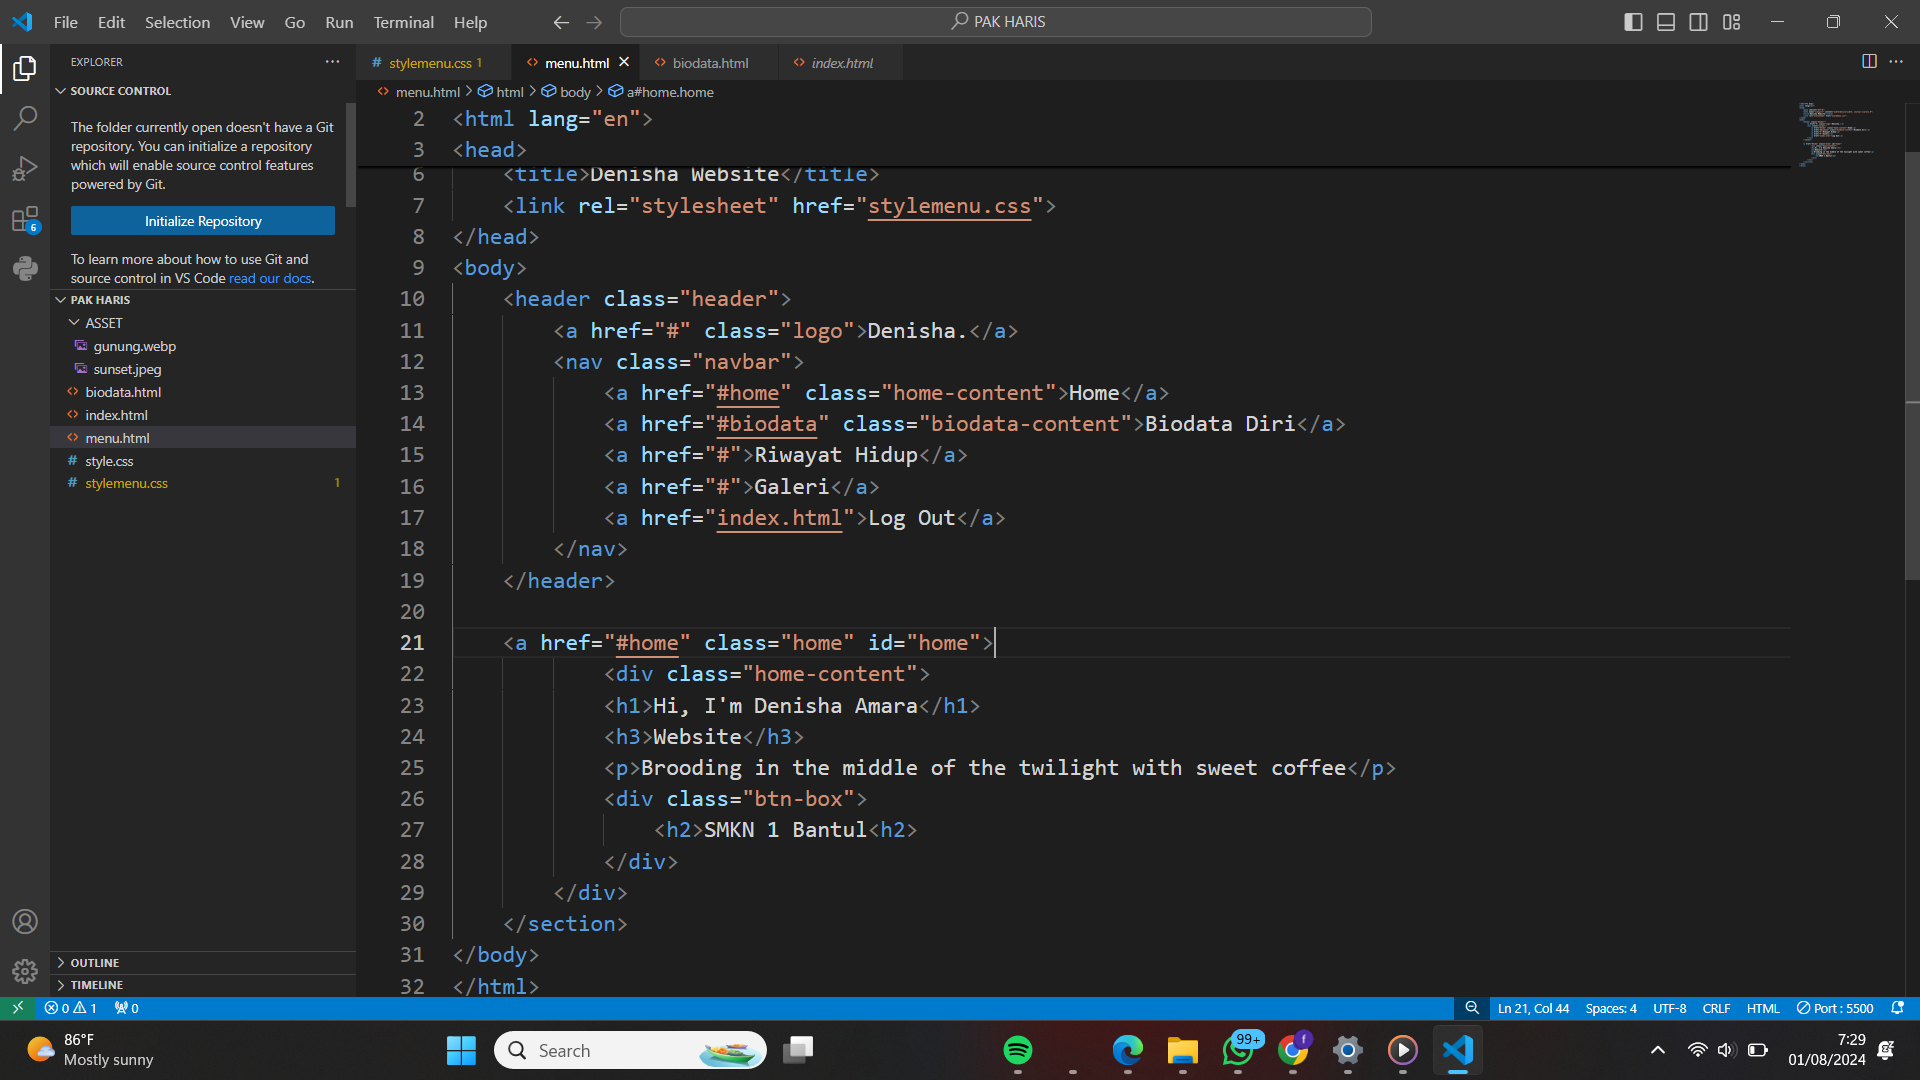 File Edit Selection View Go Run Terminal Help
PAK HARIS
EXPLORER
SOURCE CONTROL
The folder currently open doesn't have a Git
repository. You can initialize a repository
which will enable source control features
powered by Git.
Initialize Repository
To learn more about how to use Git and
source control in VS Code read our docs.
PAK HARIS
ASSET
gunung.webp
sunset.jpeg
biodata.html
index.html
menu.html
style.css
stylemenu.css 1
OUTLINE
TIMELINE
6
stylemenu.css 1
menu.html
biodata.html
index.html
menu.html > html > body > a#home.home
2 <html lang="en">
3 <head>
6 <title>Denisha Website</title>
7 <link rel="stylesheet" href="stylemenu.css">
8 </head>
9 <body>
10 <header class="header">
11 <a href="#" class="logo">Denisha.</a>
12 <nav class="navbar">
13 <a href="#home" class="home-content">Home</a>
14 <a href="#biodata" class="biodata-content">Biodata Diri</a>
15 <a href="#">Riwayat Hidup</a>
16 <a href="#">Galeri</a>
17 <a href="index.html">Log Out</a>
18 </nav>
19 </header>
20
21 <a href="#home" class="home" id="home">
22 <div class="home-content">
23 <h1>Hi, I'm Denisha Amara</h1>
24 <h3>Website</h3>
25 <p>Brooding in the middle of the twilight with sweet coffee</p>
26 <div class="btn-box">
27 <h2>SMKN 1 Bantul<h2>
28 </div>
29 </div>
30 </section>
31 </body>
32 </html>
0 1 0
Ln 21, Col 44 Spaces: 4 UTF-8 CRLF HTML Port : 5500
86°F
Mostly sunny
Search
99+
f
7:29
01/08/2024